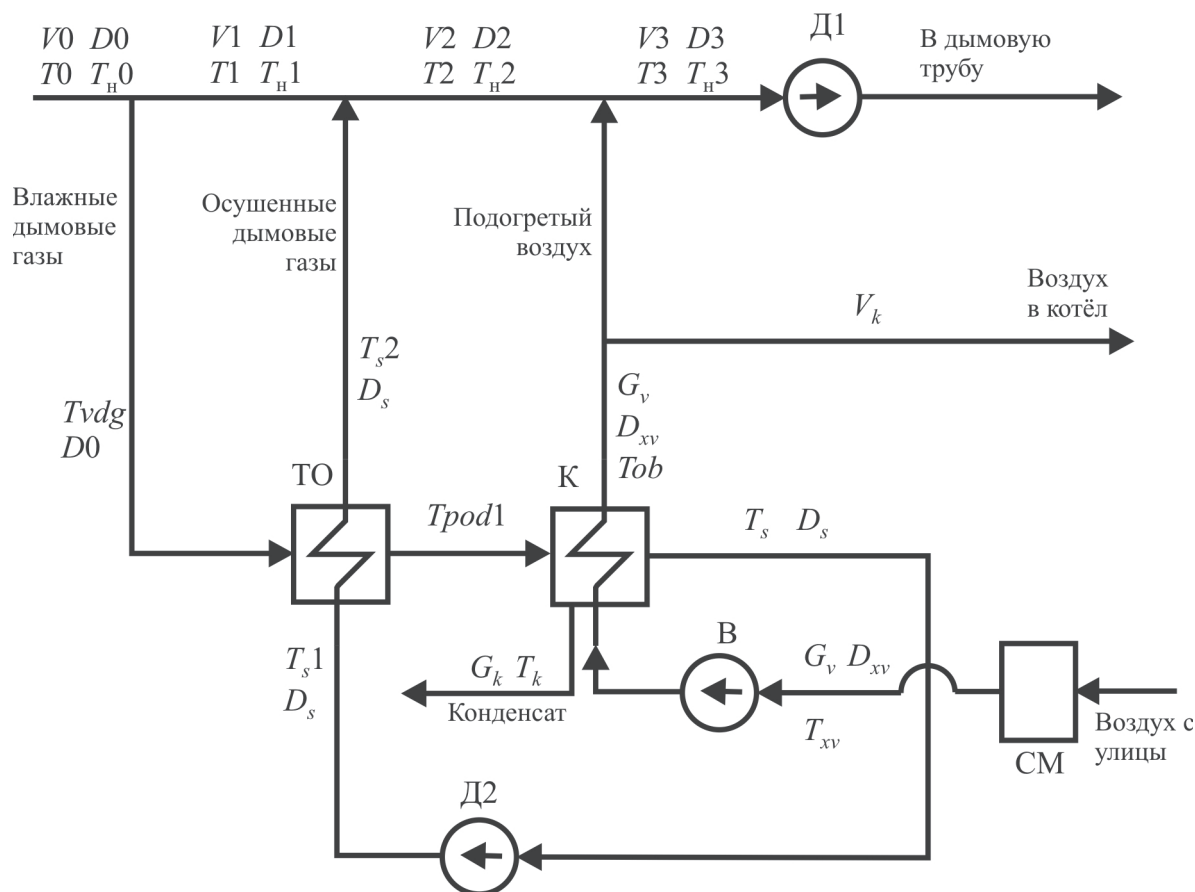 V0 D0
T0 Tн0
V1 D1
T1 Tн1
V2 D2
T2 Tн2
V3 D3
T3 Tн3
Д1
В дымовую
трубу
Влажные
дымовые
газы
Осушенные
дымовые
газы
Подогретый
воздух
Воздух
в котёл
Vk
Ts2
Ds
Gv
Dxv
Tob
Tvdg
D0
ТО
К
Tpod1
Ts Ds
Ts1
Ds
Gk Tk
Конденсат
В
Gv Dxv
Txv
Воздух с
улицы
СМ
Д2